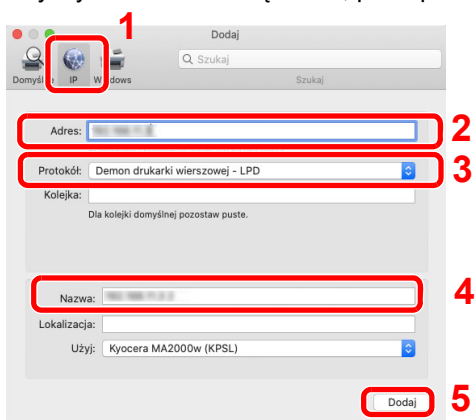 1
Dodaj
Szukaj
Domyślne IP Windows Szukaj
Adres: 2
Protokół: Demon drukarki wierszowej - LPD 3
Kolejka:
Dla kolejki domyślnej pozostaw puste.
Nazwa: 4
Lokalizacja:
Użyj: Kyocera MA2000w (KPSL)
Dodaj 5